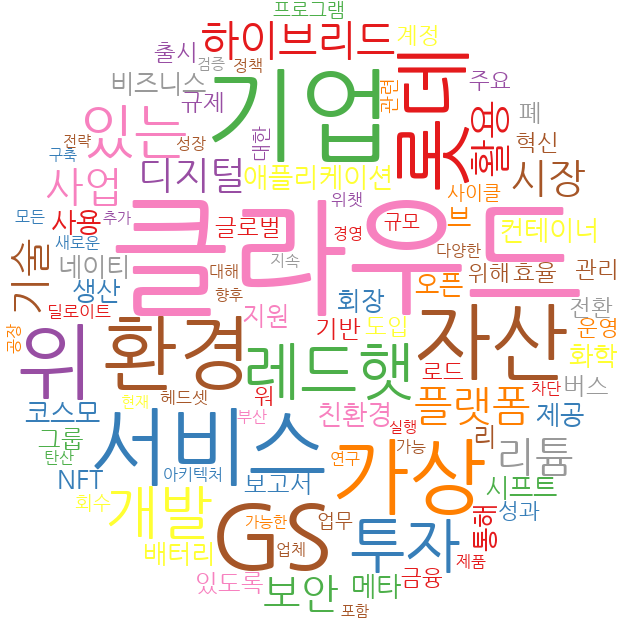 프로그램
하이브리드 계정
출시 검증 정책
비즈니스 기업 롯데 주요
규제 관련
있는 대한 활용 폐
전략 성장 혁신
구축 디지털 애플리케이션 시장
사업 사이클
위챗 브
모든 추가 사용 클라우드 글로벌 경영 규모 컨테이너
새로운 다양한
기술 네이티 대해 지속 위해 효율 관리
생산 향후 회장 오픈
딜로이트 지원 전환
공장 위 환경 기반 도입 자산 운영
레드햇 로드 화학
현재 헤드셋 워 차단 버스
코스모 서비스 부산 친환경 플랫폼 제공
그룹 실행 리
탄산 가능 리튬
NFT 아키텍처 보고서 연구 가상 시프트
회수 개발 GS 가능한 업무 투자 통해 성과
배터리 업체 제품
있도록 보안 메타 금융
포함